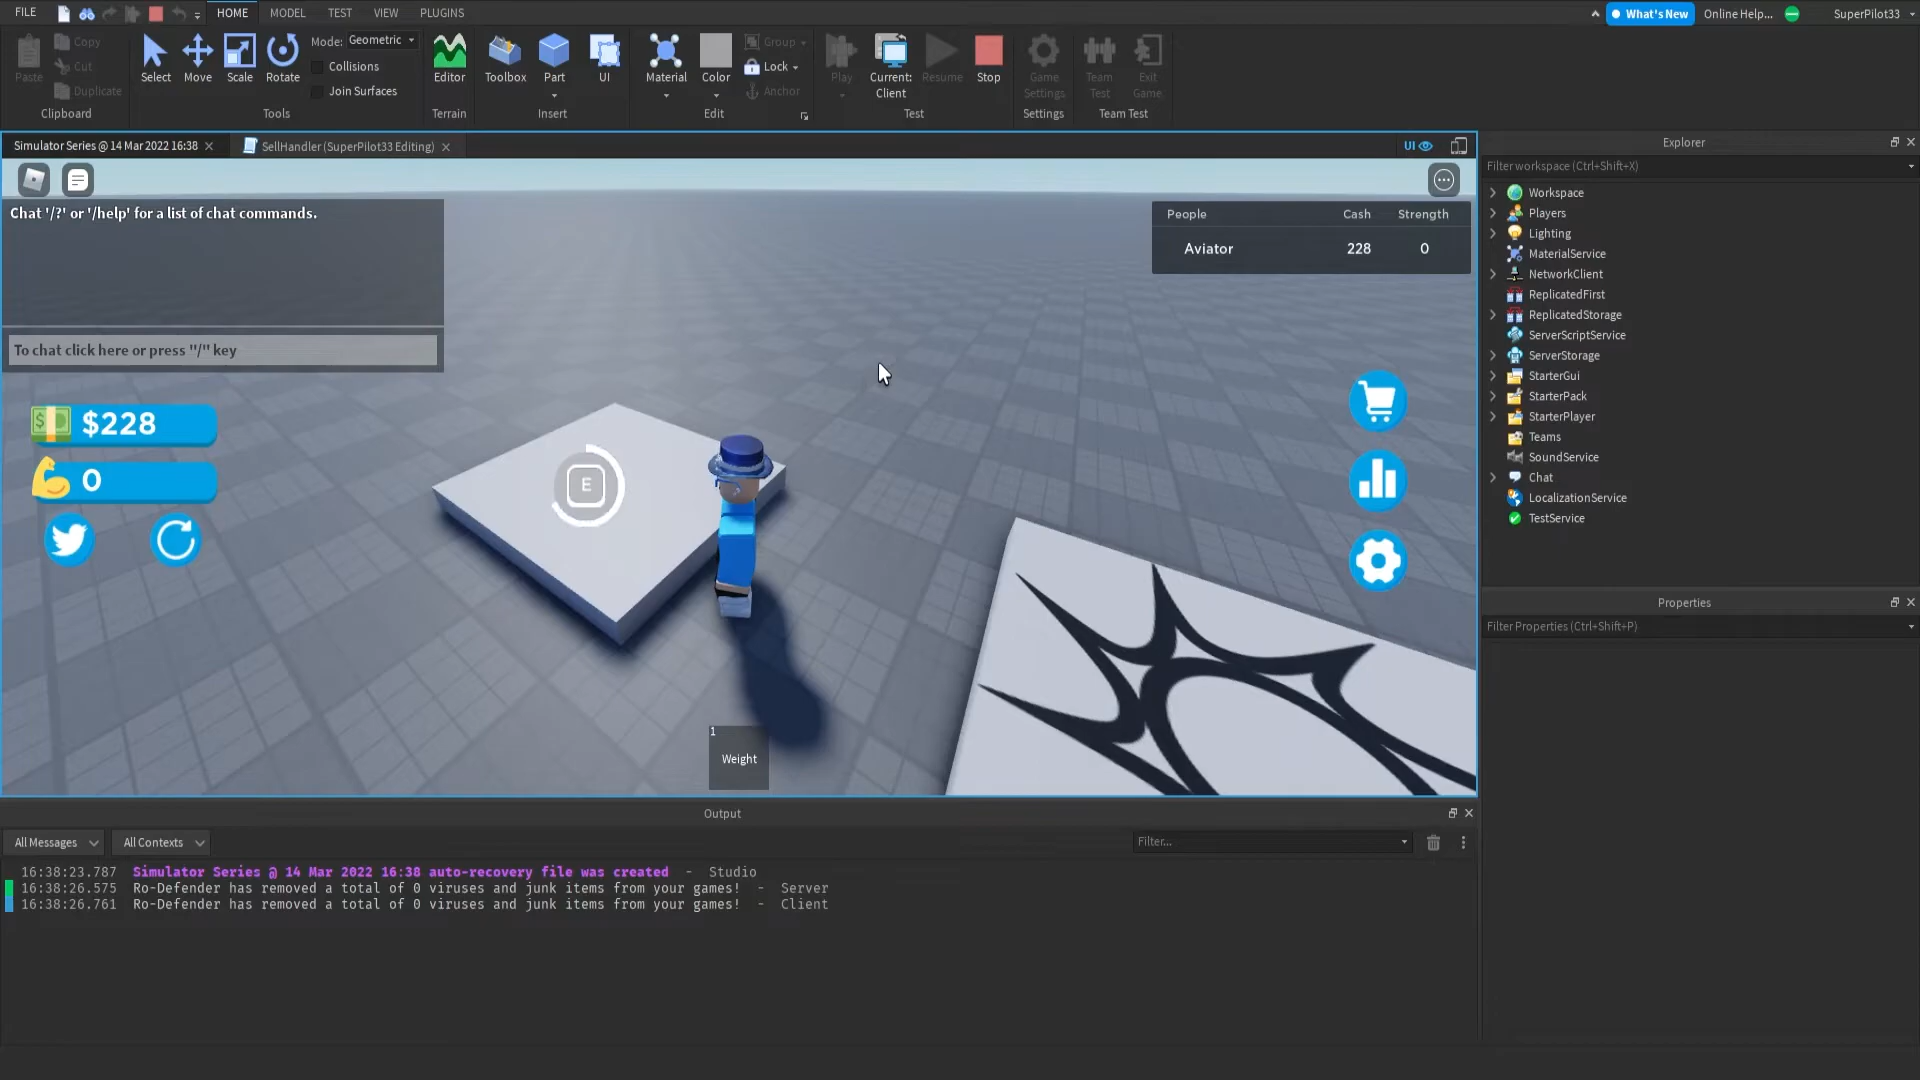 FILE
HOME
MODEL
TEST
VIEW
PLUGINS
What's New
Online Help...
SuperPilot33
Paste
Copy
Cut
Duplicate
Clipboard
Select
Move
Scale
Rotate
Mode: Geometric
Collisions
Join Surfaces
Tools
Editor
Terrain
Toolbox
Part
UI
Insert
Material
Color
Group
Lock
Anchor
Edit
Play
Current:
Client
Resume
Stop
Test
Game
Settings
Settings
Team
Test
Exit
Game
Team Test
Simulator Series @ 14 Mar 2022 16:38
SellHandler (SuperPilot33 Editing)
UI
Chat '/?' or '/help' for a list of chat commands.
To chat click here or press "/" key
People Cash Strength
Aviator 228 0
$228
0
E
1
Weight
Explorer
Filter workspace (Ctrl+Shift+X)
Workspace
Players
Lighting
MaterialService
NetworkClient
ReplicatedFirst
ReplicatedStorage
ServerScriptService
ServerStorage
StarterGui
StarterPack
StarterPlayer
Teams
SoundService
Chat
LocalizationService
TestService
Properties
Filter Properties (Ctrl+Shift+P)
Output
All Messages
All Contexts
Filter...
16:38:23.787 Simulator Series @ 14 Mar 2022 16:38 auto-recovery file was created - Studio
16:38:26.575 Ro-Defender has removed a total of 0 viruses and junk items from your games! - Server
16:38:26.761 Ro-Defender has removed a total of 0 viruses and junk items from your games! - Client